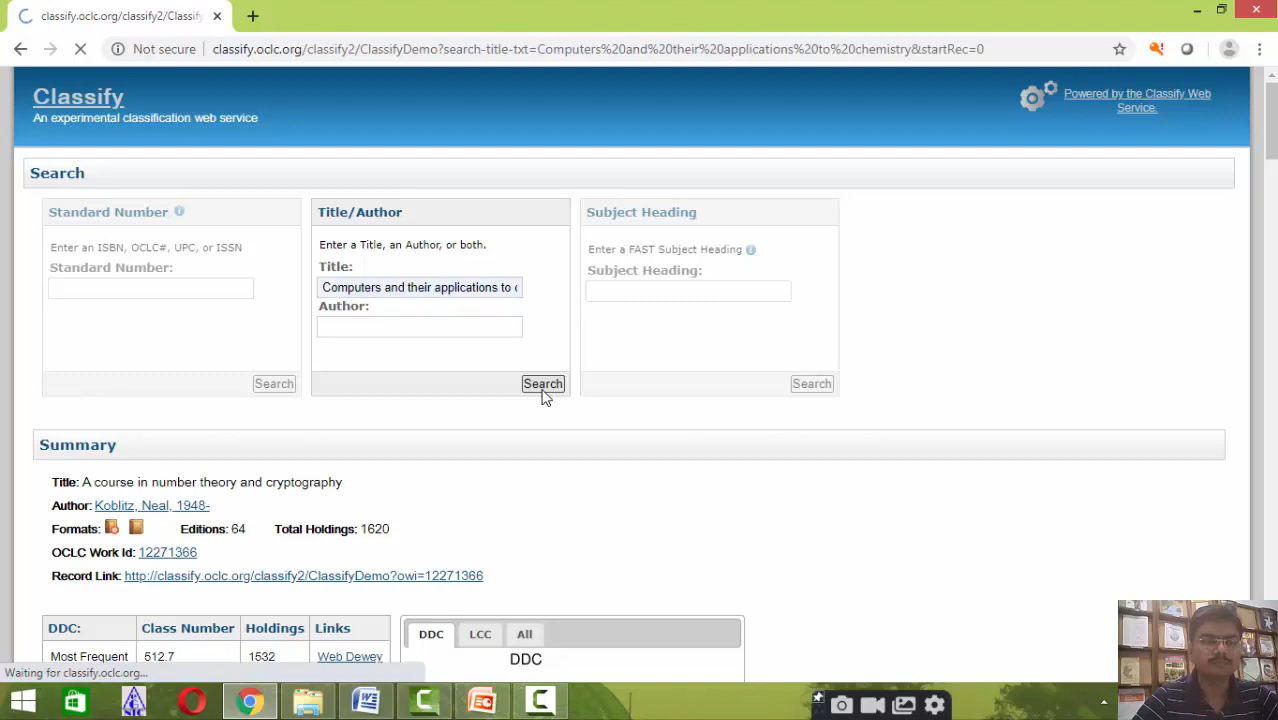 classify.oclc.org/classify2/Classify
Not secure classify.oclc.org/classify2/ClassifyDemo?search-title-txt=Computers%20and%20their%20applications%20to%20chemistry&startRec=0
Classify
An experimental classification web service
Powered by the Classify Web
Service.
Search
Standard Number
Enter an ISBN, OCLC#, UPC, or ISSN
Standard Number:
Search
Title/Author
Enter a Title, an Author, or both.
Title:
Computers and their applications to c
Author:
Search
Subject Heading
Enter a FAST Subject Heading
Subject Heading:
Search
Summary
Title: A course in number theory and cryptography
Author: Koblitz, Neal, 1948-
Formats: Editions: 64 Total Holdings: 1620
OCLC Work Id: 12271366
Record Link: http://classify.oclc.org/classify2/ClassifyDemo?owi=12271366
DDC: Class Number Holdings Links
Most Frequent 512.7 1532 Web Dewey
DDC LCC All
DDC
Waiting for classify.oclc.org...